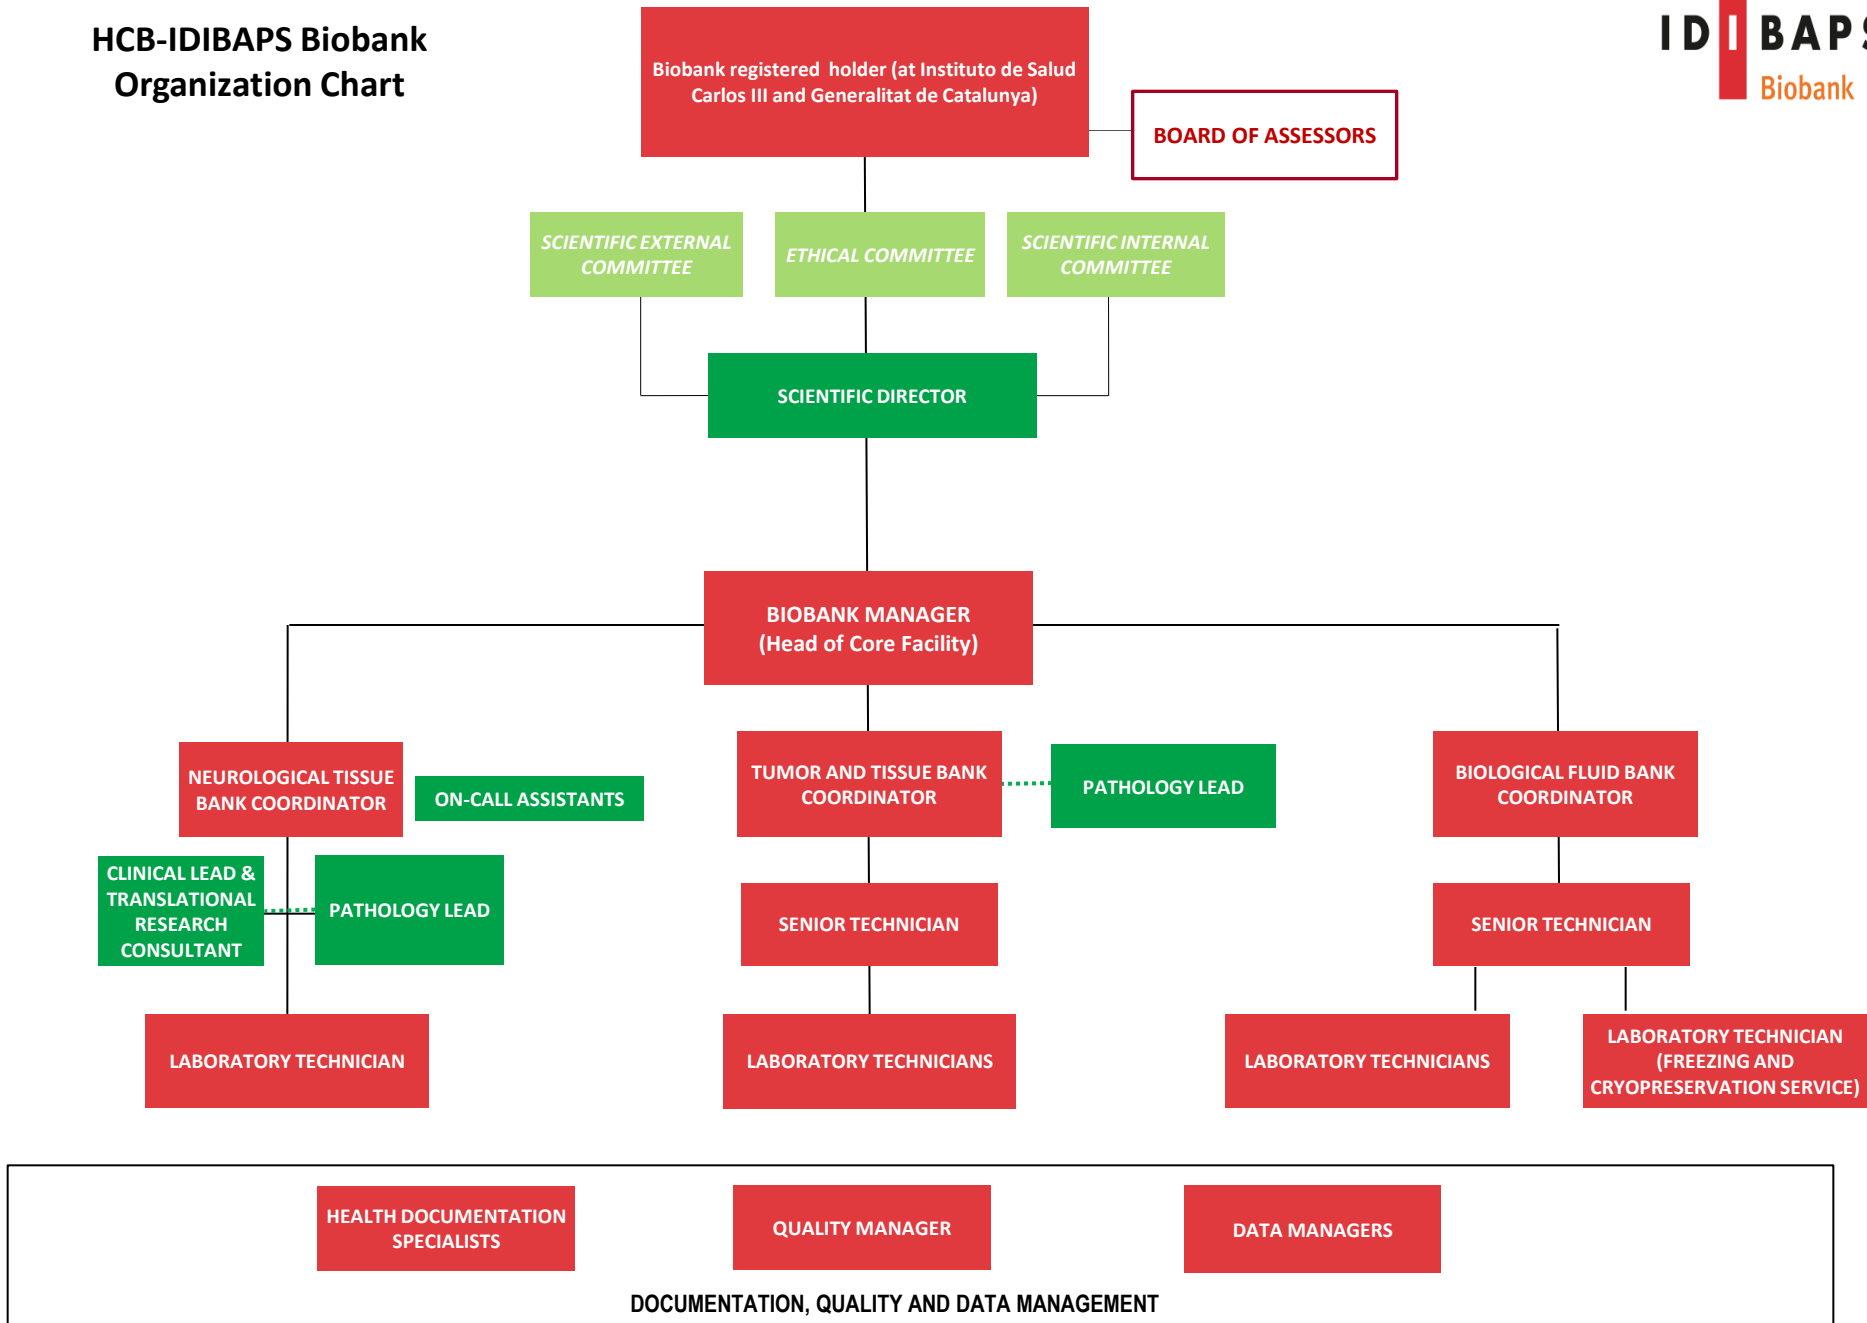 HCB-IDIBAPS Biobank
Organization Chart
IDIBAPS
Biobank
Biobank registered holder (at Instituto de Salud
Carlos III and Generalitat de Catalunya)
BOARD OF ASSESSORS
SCIENTIFIC EXTERNAL
COMMITTEE
ETHICAL COMMITTEE
SCIENTIFIC INTERNAL
COMMITTEE
SCIENTIFIC DIRECTOR
BIOBANK MANAGER
(Head of Core Facility)
NEUROLOGICAL TISSUE
BANK COORDINATOR
ON-CALL ASSISTANTS
TUMOR AND TISSUE BANK
COORDINATOR
PATHOLOGY LEAD
BIOLOGICAL FLUID BANK
COORDINATOR
CLINICAL LEAD &
TRANSLATIONAL
RESEARCH
CONSULTANT
PATHOLOGY LEAD
SENIOR TECHNICIAN
SENIOR TECHNICIAN
LABORATORY TECHNICIAN
LABORATORY TECHNICIANS
LABORATORY TECHNICIANS
LABORATORY TECHNICIAN
(FREEZING AND
CRYOPRESERVATION SERVICE)
HEALTH DOCUMENTATION
SPECIALISTS
QUALITY MANAGER
DATA MANAGERS
DOCUMENTATION, QUALITY AND DATA MANAGEMENT